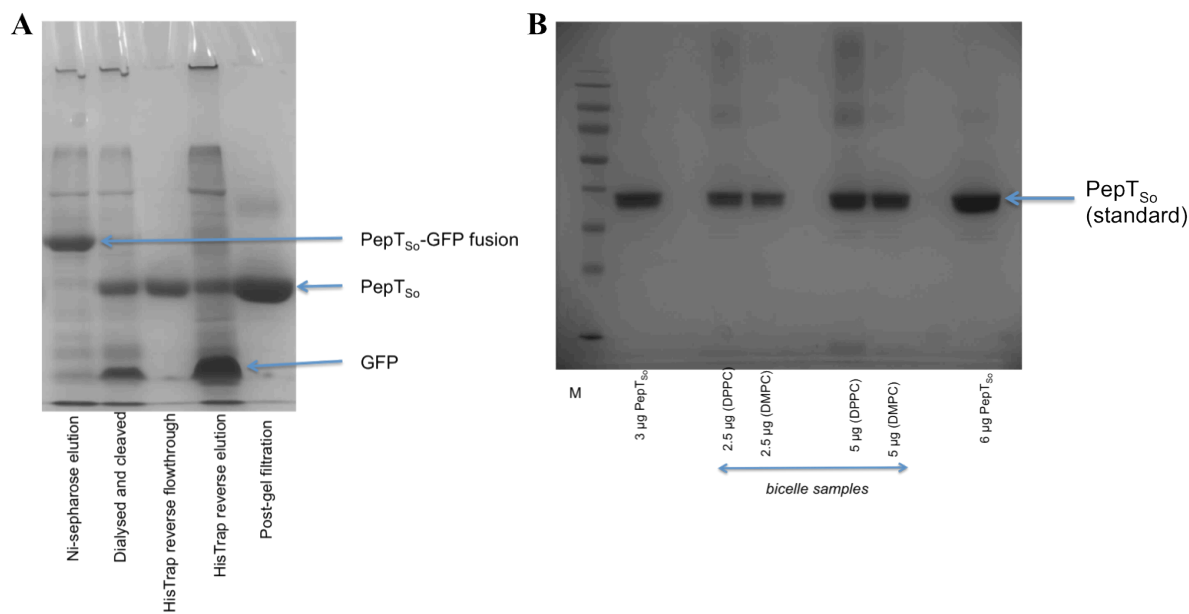 A
PepTSo-GFP fusion
PepTSo
GFP
Ni-sepharose elution
Dialysed and cleaved
HisTrap reverse flowthrough
HisTrap reverse elution
Post-gel filtration
B
PepTSo
(standard)
M
3 µg PepTSo
2.5 µg (DPPC)
2.5 µg (DMPC)
5 µg (DPPC)
5 µg (DMPC)
6 µg PepTSo
bicelle samples